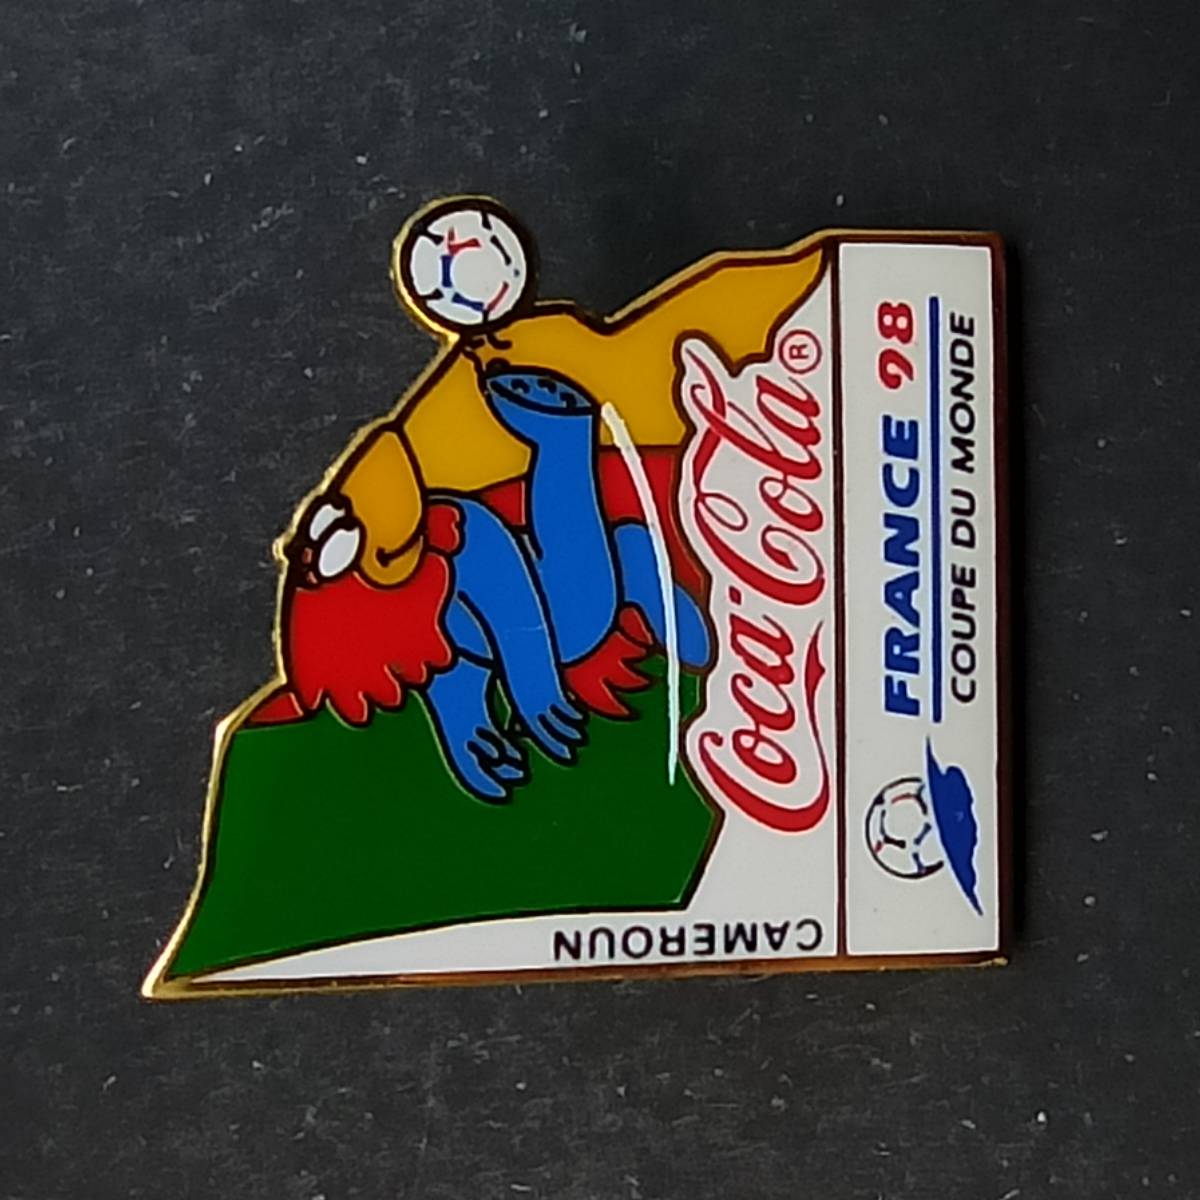 CAMEROUN
Coca-Cola ®
FRANCE 98
COUPE DU MONDE